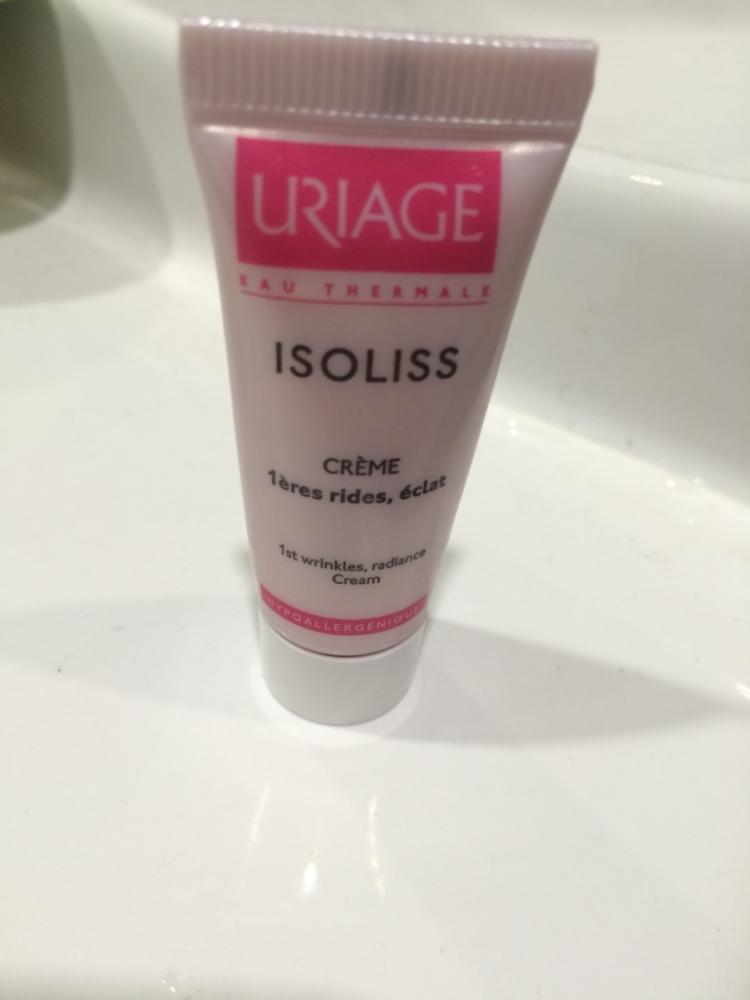 URIAGE
EAU THERMALE
ISOLISS
CRÈME
1ères rides, éclat
1st wrinkles, radiance
Cream
HYPOALLERGÉNIQUE